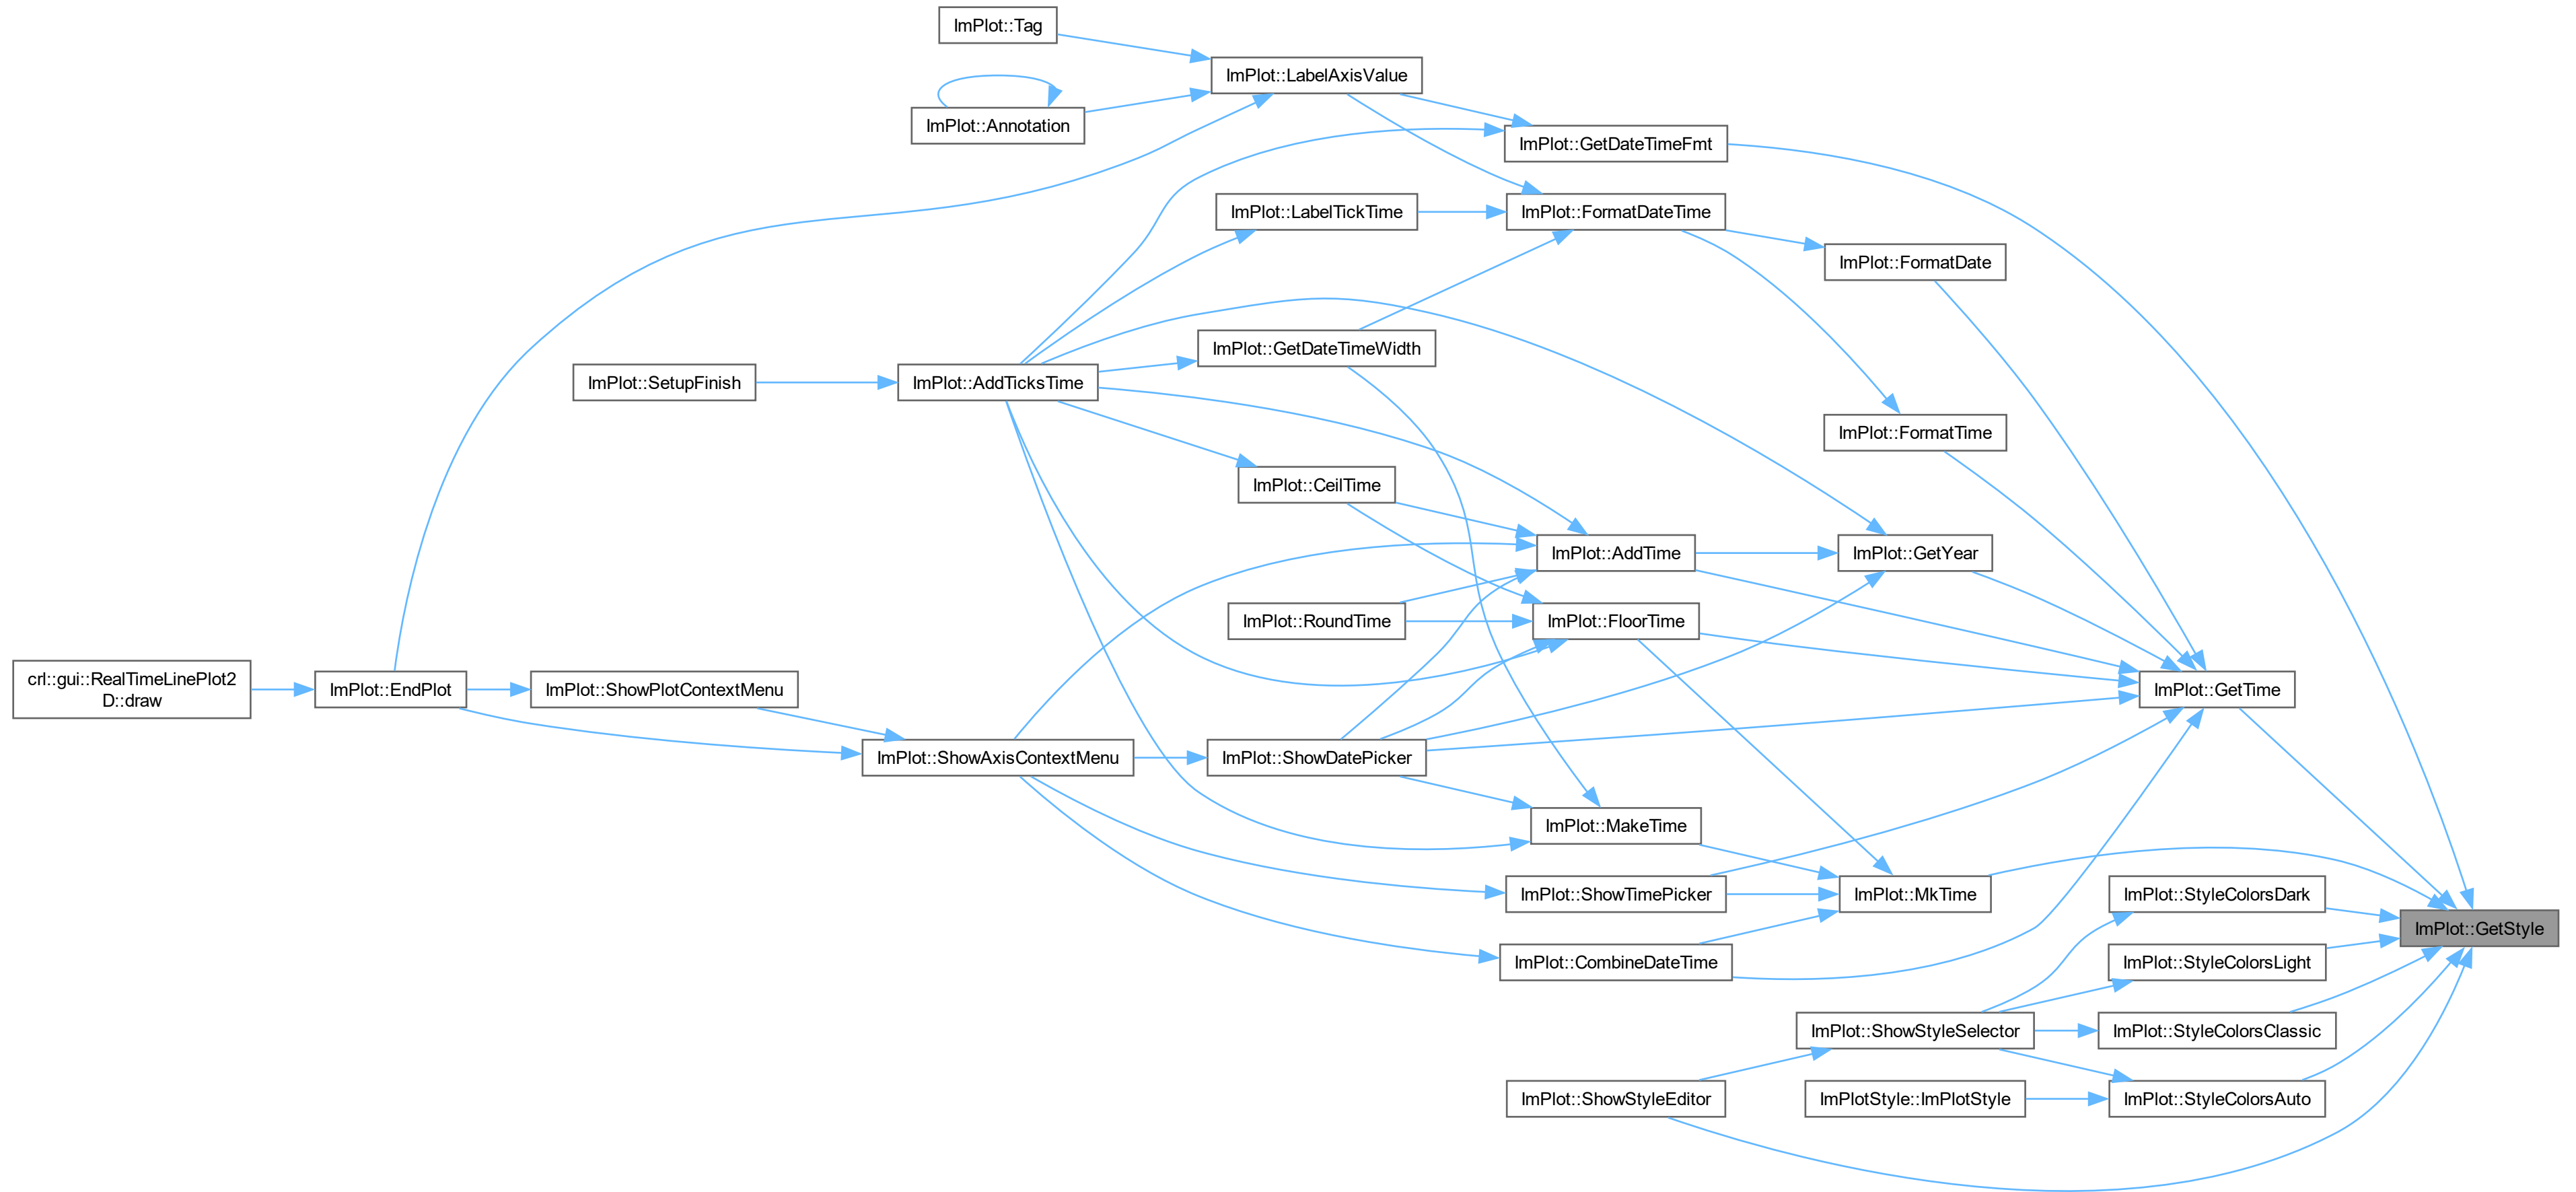 ImPlot::Tag
ImPlot::LabelAxisValue
ImPlot::Annotation
ImPlot::GetDateTimeFmt
ImPlot::LabelTickTime
ImPlot::FormatDateTime
ImPlot::FormatDate
ImPlot::GetDateTimeWidth
ImPlot::SetupFinish
ImPlot::AddTicksTime
ImPlot::FormatTime
ImPlot::CeilTime
ImPlot::AddTime
ImPlot::GetYear
ImPlot::RoundTime
ImPlot::FloorTime
crl::gui::RealTimeLinePlot2
D::draw
ImPlot::EndPlot
ImPlot::ShowPlotContextMenu
ImPlot::GetTime
ImPlot::ShowAxisContextMenu
ImPlot::ShowDatePicker
ImPlot::MakeTime
ImPlot::ShowTimePicker
ImPlot::MkTime
ImPlot::StyleColorsDark
ImPlot::GetStyle
ImPlot::CombineDateTime
ImPlot::StyleColorsLight
ImPlot::ShowStyleSelector
ImPlot::StyleColorsClassic
ImPlot::ShowStyleEditor
ImPlotStyle::ImPlotStyle
ImPlot::StyleColorsAuto